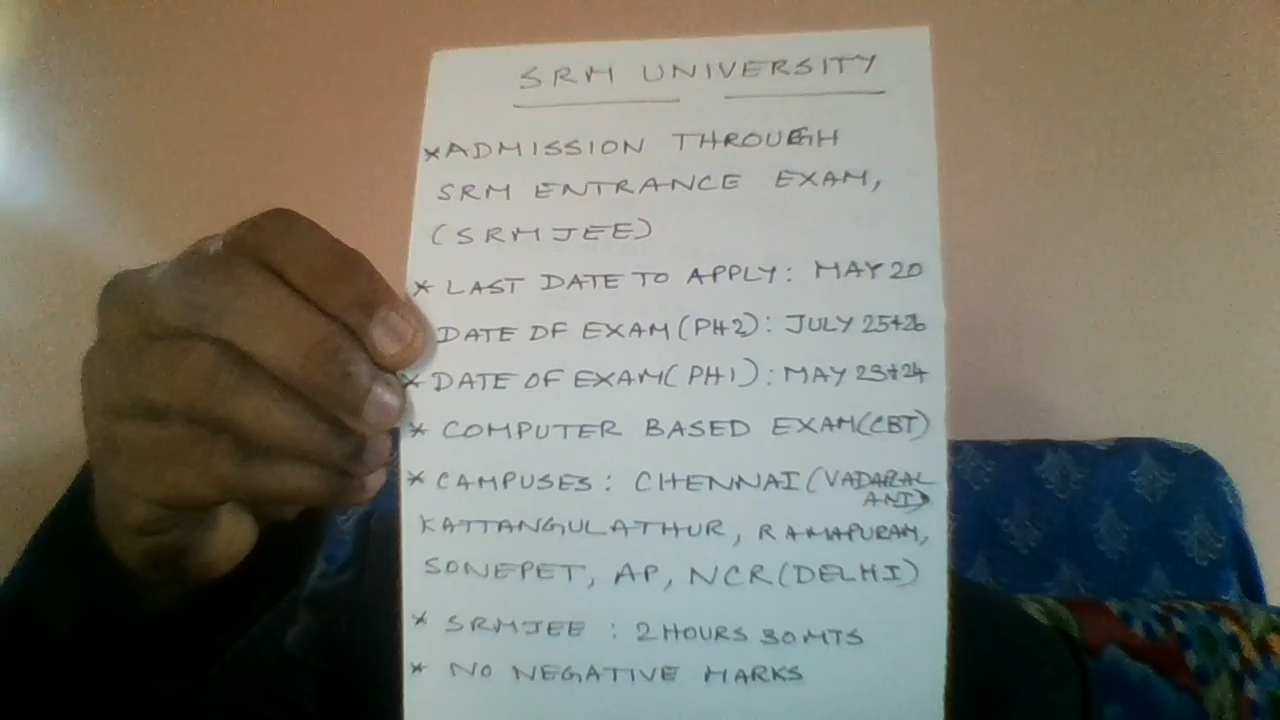 SRM UNIVERSITY
*ADMISSION THROUGH
SRM ENTRANCE EXAM,
(SRMJEE)
* LAST DATE TO APPLY: MAY 20
DATE OF EXAM(PH2): JULY 25+26
* DATE OF EXAM(PH1): MAY 23+24
* COMPUTER BASED EXAM(CBT)
* CAMPUSES: CHENNAI (VADAPAL
ANI)
KATTANGULATHUR, RAMAPURAM,
SONEPET, AP, NCR(DELHI)
* SRMJEE : 2 HOURS 30 MTS
* NO NEGATIVE MARKS